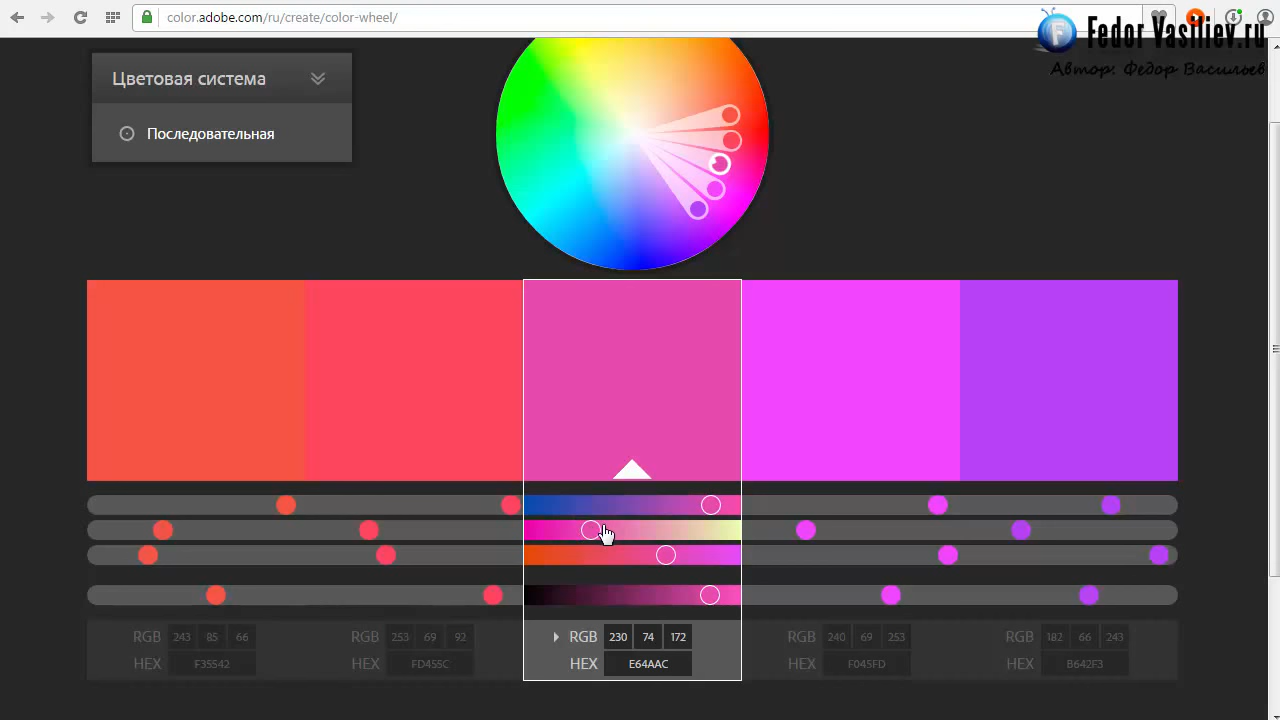 color.adobe.com/ru/create/color-wheel/
Fedor Vasiliev.ru
Автор: Федор Васильев
Цветовая система
Последовательная
RGB 243 85 66
HEX F35542
RGB 253 69 92
HEX FD455C
RGB 230 74 172
HEX E64AAC
RGB 240 69 253
HEX F045FD
RGB 182 66 243
HEX B642F3